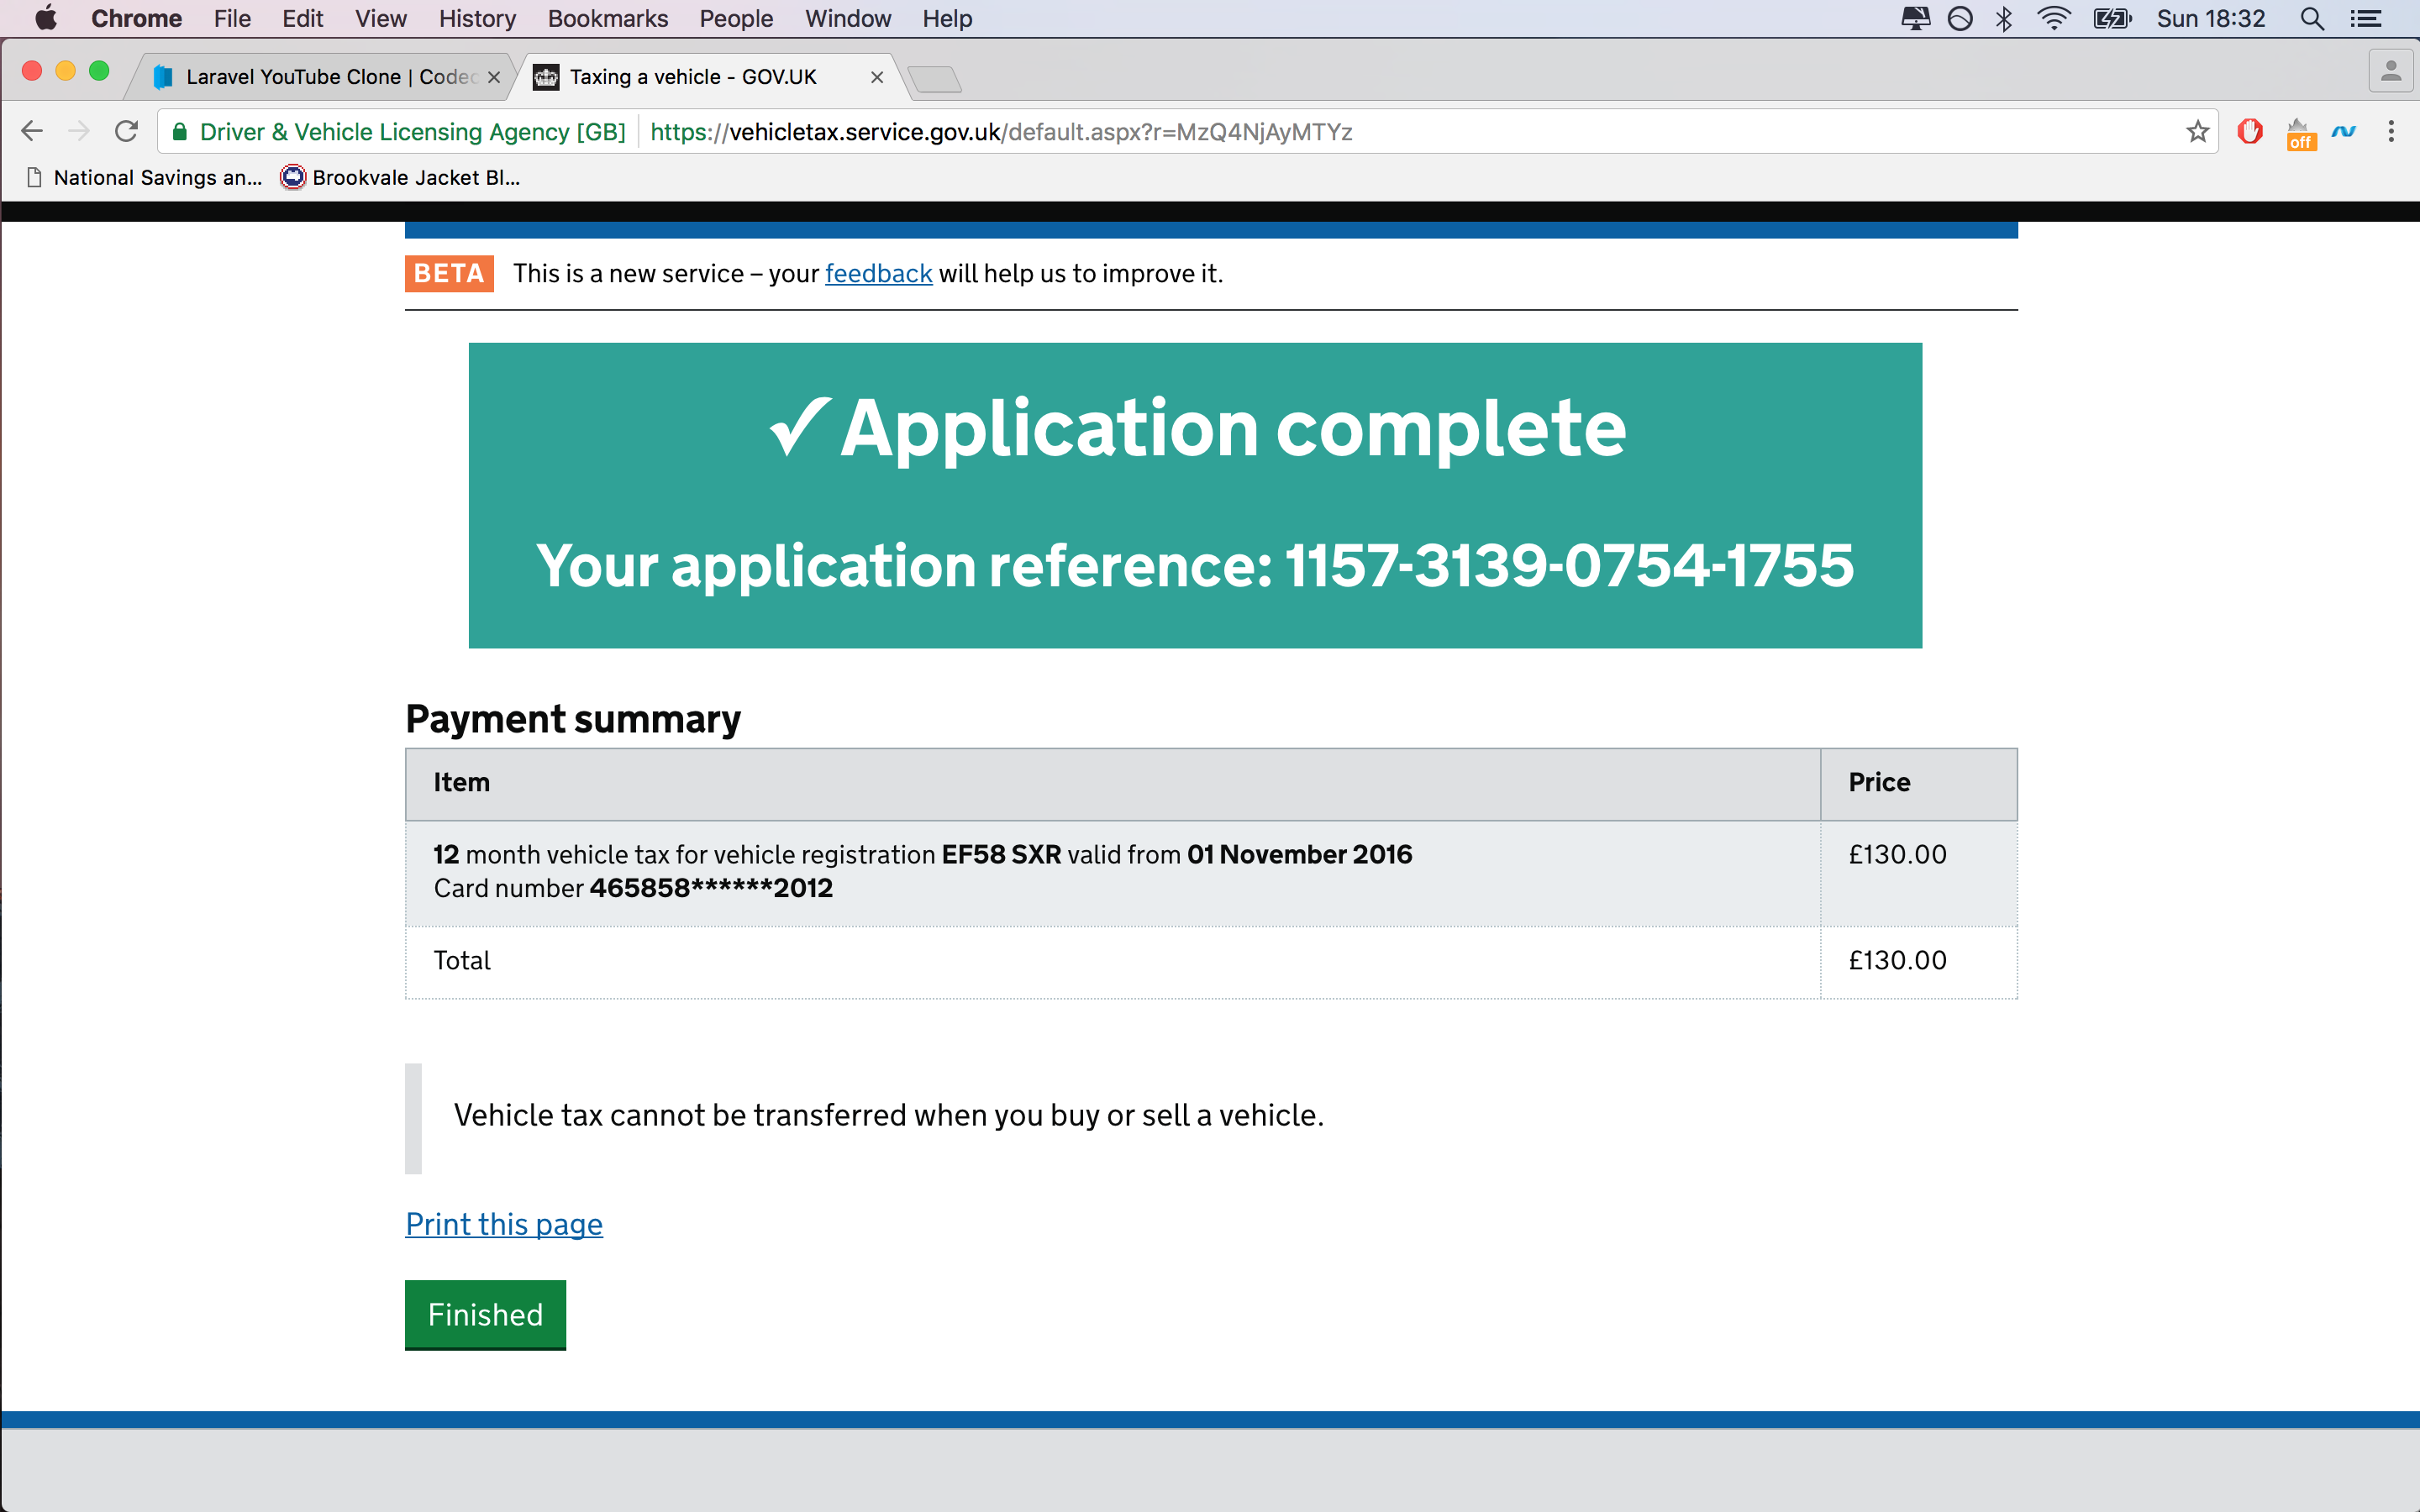 Chrome File Edit View History Bookmarks People Window Help Sun 18:32
Laravel YouTube Clone | Codec Taxing a vehicle - GOV.UK
Driver & Vehicle Licensing Agency [GB] https://vehicletax.service.gov.uk/default.aspx?r=MzQ4NjAyMTYz off
National Savings an... Brookvale Jacket Bl...
BETA This is a new service – your feedback will help us to improve it.
✓ Application complete
Your application reference: 1157-3139-0754-1755
Payment summary
Item Price
12 month vehicle tax for vehicle registration EF58 SXR valid from 01 November 2016 £130.00
Card number 465858******2012
Total £130.00
Vehicle tax cannot be transferred when you buy or sell a vehicle.
Print this page
Finished